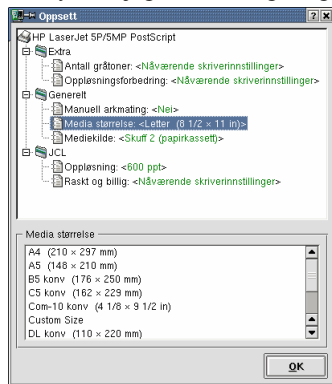 Oppsett
HP LaserJet 5P/5MP PostScript
Extra
Antall gråtoner: <Nåværende skriverinnstillinger>
Oppløsningsforbedring: <Nåværende skriverinnstillinger>
Generelt
Manuell arkmating: <Nei>
Media størrelse: <Letter (8 1/2 × 11 in)>
Mediekilde: <Skuff 2 (papirkassett)>
JCL
Oppløsning: <600 ppt>
Raskt og billig: <Nåværende skriverinnstillinger>
Media størrelse
A4 (210 × 297 mm)
A5 (148 × 210 mm)
B5 konv (176 × 250 mm)
C5 konv (162 × 229 mm)
Com-10 konv (4 1/8 × 9 1/2 in)
Custom Size
DL konv (110 × 220 mm)
OK